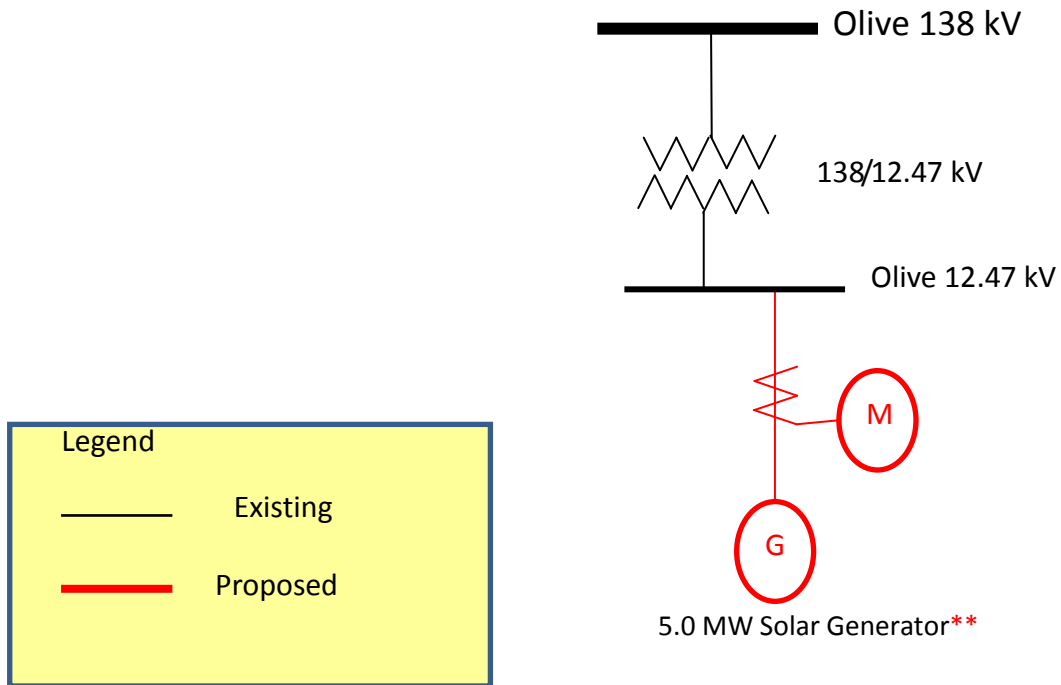 Olive 138 kV
138/12.47 kV
Olive 12.47 kV
M
G
5.0 MW Solar Generator**
Legend
Existing
Proposed